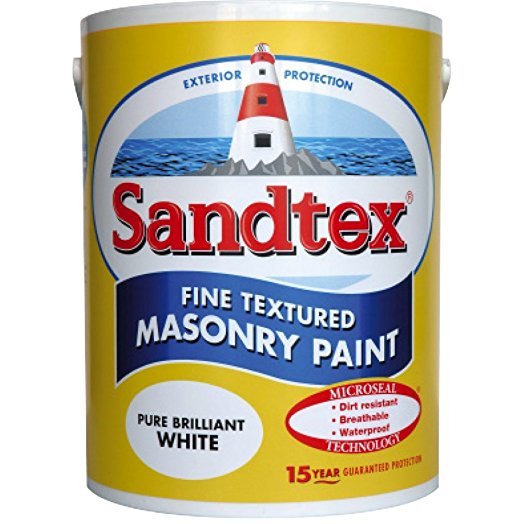 EXTERIOR PROTECTION
Sandtex®
FINE TEXTURED
MASONRY PAINT
PURE BRILLIANT
WHITE
MICROSEAL
• Dirt resistant
• Breathable
• Waterproof
TECHNOLOGY
15 YEAR GUARANTEED PROTECTION